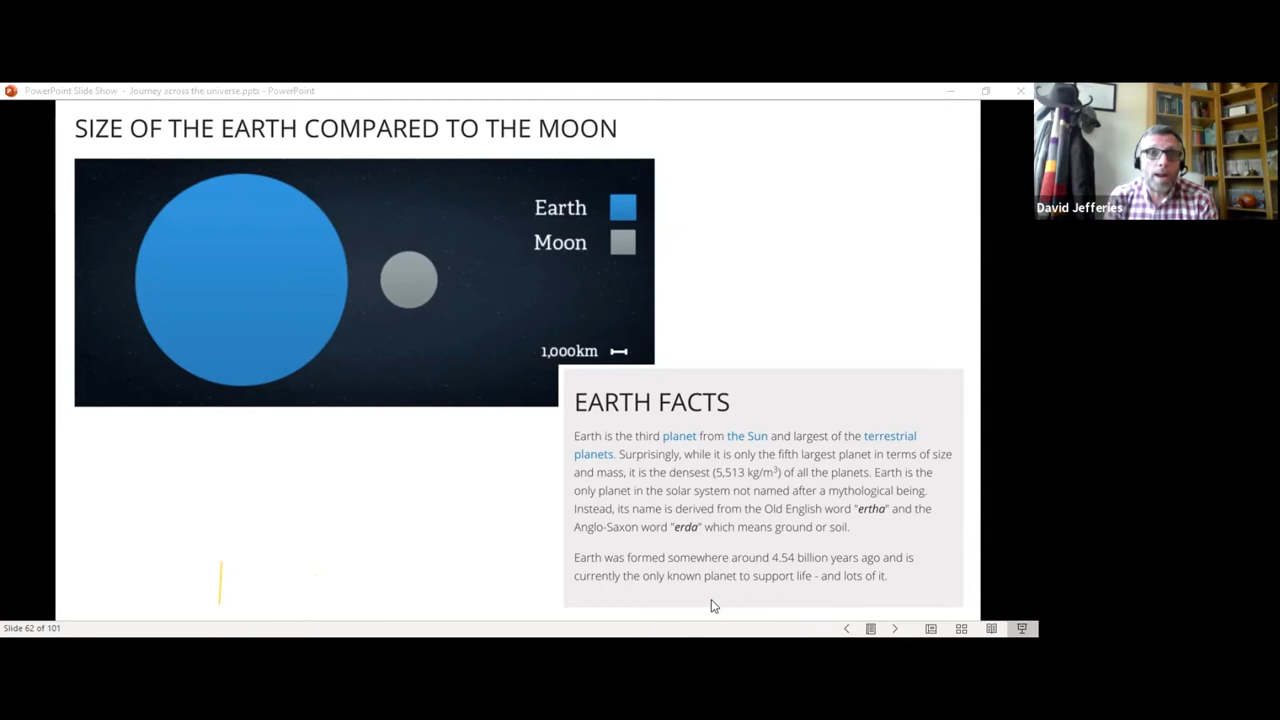 PowerPoint Slide Show - Journey across the universe.pptx - PowerPoint
SIZE OF THE EARTH COMPARED TO THE MOON
Earth
Moon
1,000km
David Jefferies
EARTH FACTS
Earth is the third planet from the Sun and largest of the terrestrial
planets. Surprisingly, while it is only the fifth largest planet in terms of size
and mass, it is the densest (5,513 kg/m³) of all the planets. Earth is the
only planet in the solar system not named after a mythological being.
Instead, its name is derived from the Old English word "ertha" and the
Anglo-Saxon word "erda" which means ground or soil.
Earth was formed somewhere around 4.54 billion years ago and is
currently the only known planet to support life - and lots of it.
Slide 62 of 101